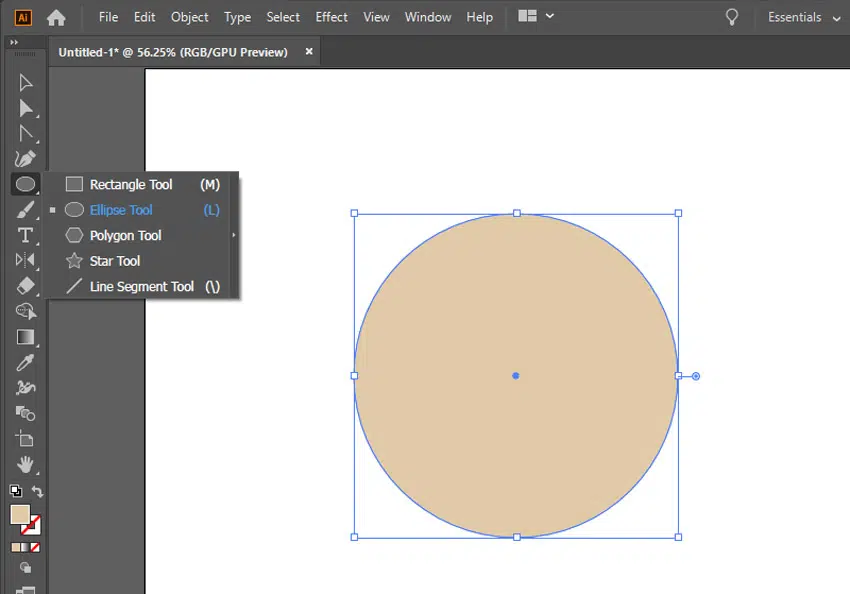 Ai File Edit Object Type Select Effect View Window Help Essentials
Untitled-1* @ 56.25% (RGB/GPU Preview) ×
Rectangle Tool (M)
Ellipse Tool (L)
Polygon Tool
Star Tool
Line Segment Tool (\)